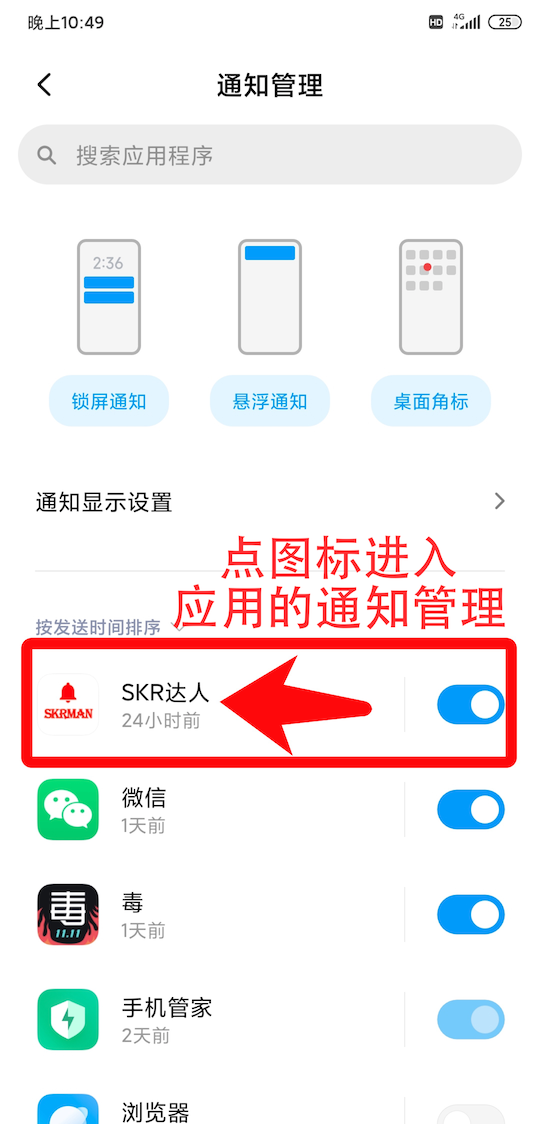 晚上10:49
HD 4G 25
通知管理
搜索应用程序
2:36
锁屏通知 悬浮通知 桌面角标
通知显示设置
点图标进入
应用的通知管理
按发送时间排序
SKRMAN
SKR达人
24小时前
微信
1天前
毒
11.11
毒
1天前
手机管家
2天前
浏览器